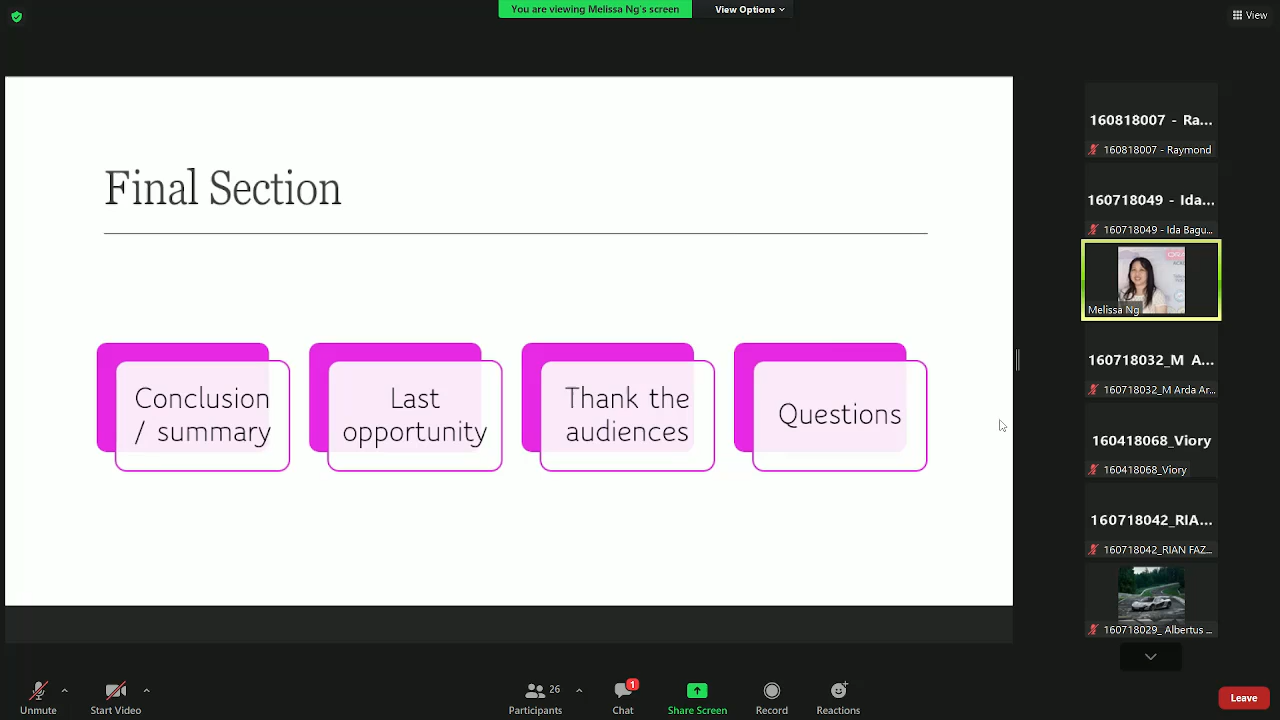 You are viewing Melissa Ng's screen
View Options
View
Final Section
Conclusion
/ summary
Last
opportunity
Thank the
audiences
Questions
160818007 - Ra...
160818007 - Raymond
160718049 - Ida...
160718049 - Ida Bagu...
Melissa Ng
160718032_M A...
160718032_M Arda Ar...
160418068_Viory
160418068_Viory
160718042_RIA...
160718042_RIAN FAZ...
160718029_ Albertus ...
Unmute
Start Video
26
Participants
1
Chat
Share Screen
Record
Reactions
Leave